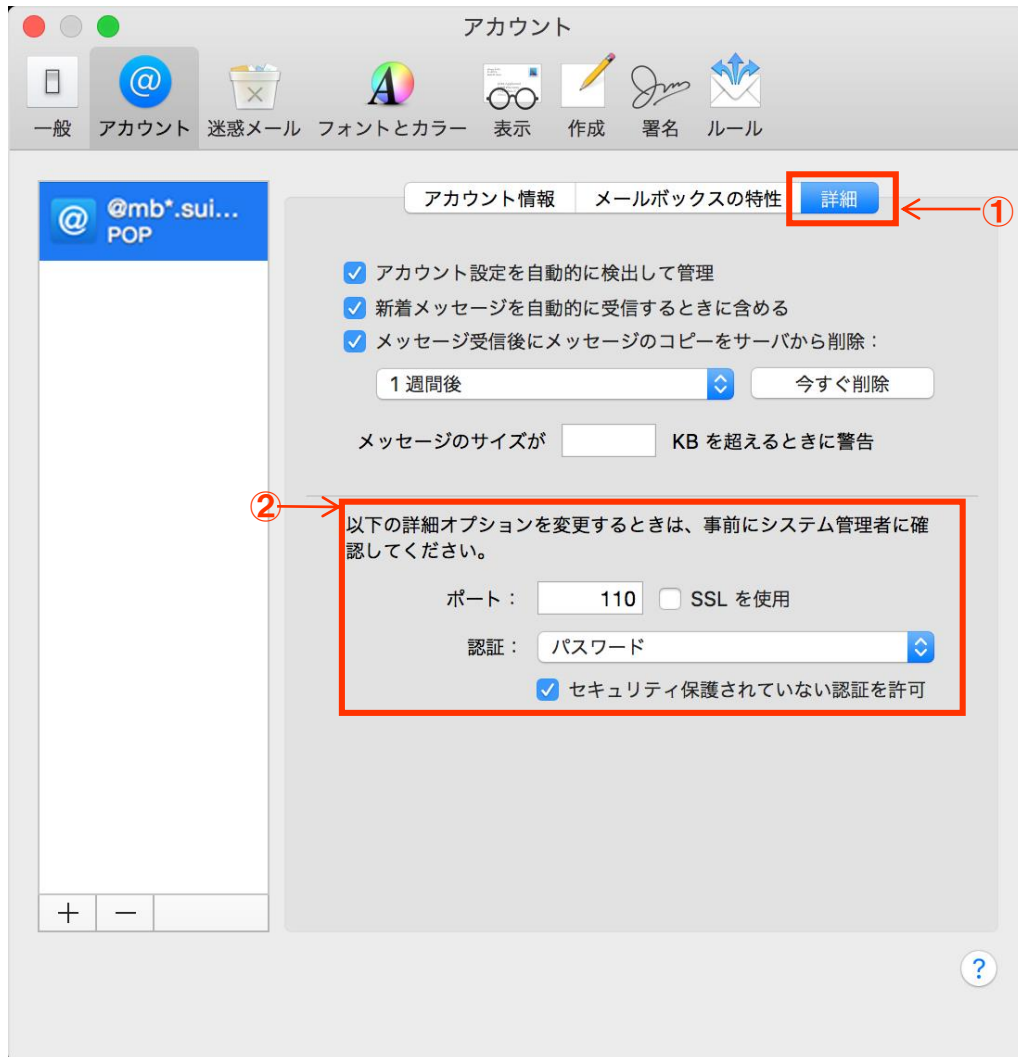 アカウント
一般 アカウント 迷惑メール フォントとカラー 表示 作成 署名 ルール
@mb*.sui...
POP
アカウント情報 メールボックスの特性 詳細
①
アカウント設定を自動的に検出して管理
新着メッセージを自動的に受信するときに含める
メッセージ受信後にメッセージのコピーをサーバから削除：
1 週間後 今すぐ削除
メッセージのサイズが KB を超えるときに警告
②
以下の詳細オプションを変更するときは、事前にシステム管理者に確
認してください。
ポート： 110 SSL を使用
認証： パスワード
セキュリティ保護されていない認証を許可
+ −
?